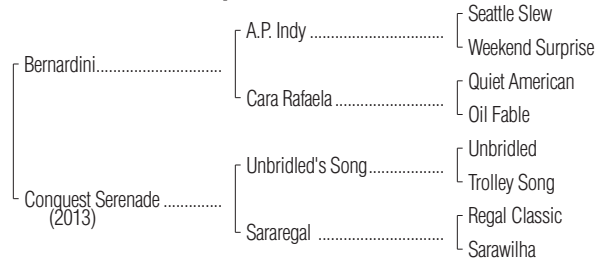 Seattle Slew
A.P. Indy ............................
Weekend Surprise
Bernardini..........................
Quiet American
Cara Rafaela.......................
Oil Fable
Unbridled
Unbridled's Song................
Trolley Song
Conquest Serenade ............
(2013)
Regal Classic
Sararegal ..........................
Sarawilha